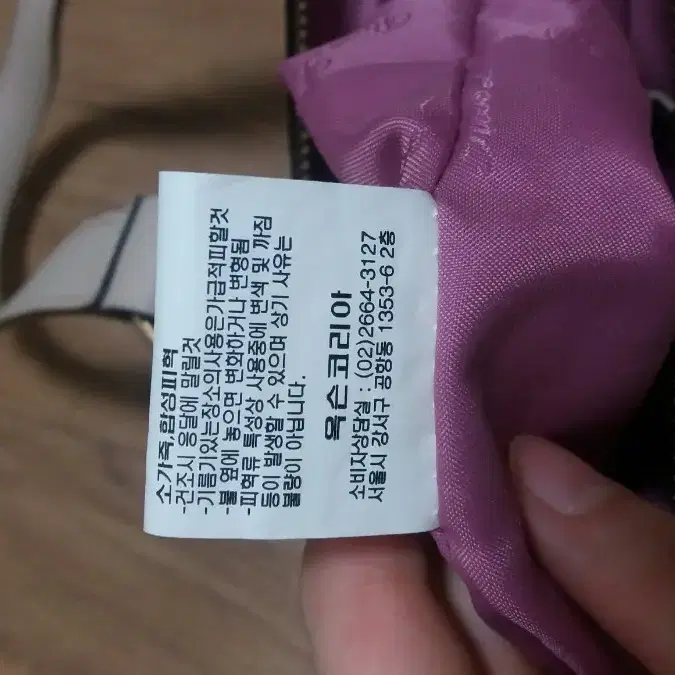 소가죽,합성피혁
-건조시 응달에 말릴것
-기름기있는장소의사용은가급적피할것
-불 옆에 놓으면 변화하거나 변형됨
-피혁류 특성상 사용중에 변색 및 까짐
등이 발생할 수 있으며 상기 사유는
불량이 아닙니다.
옥슨코리아
소비자상담실 : (02)2664-3127
서울시 강서구 공항동 1353-6 2층